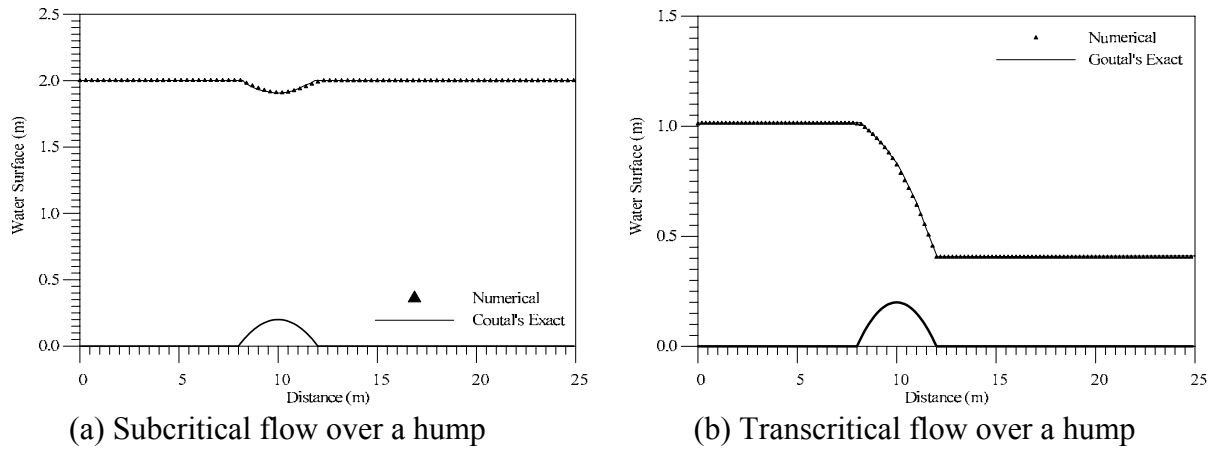 2.5
2.0
1.5
1.0
0.5
0.0
Water Surface (m)
Numerical
Coutal's Exact
0
5
10
15
20
25
Distance (m)
(a) Subcritical flow over a hump
1.5
1.0
0.5
0.0
Water Surface (m)
Numerical
Goutal's Exact
0
5
10
15
20
25
Distance (m)
(b) Transcritical flow over a hump